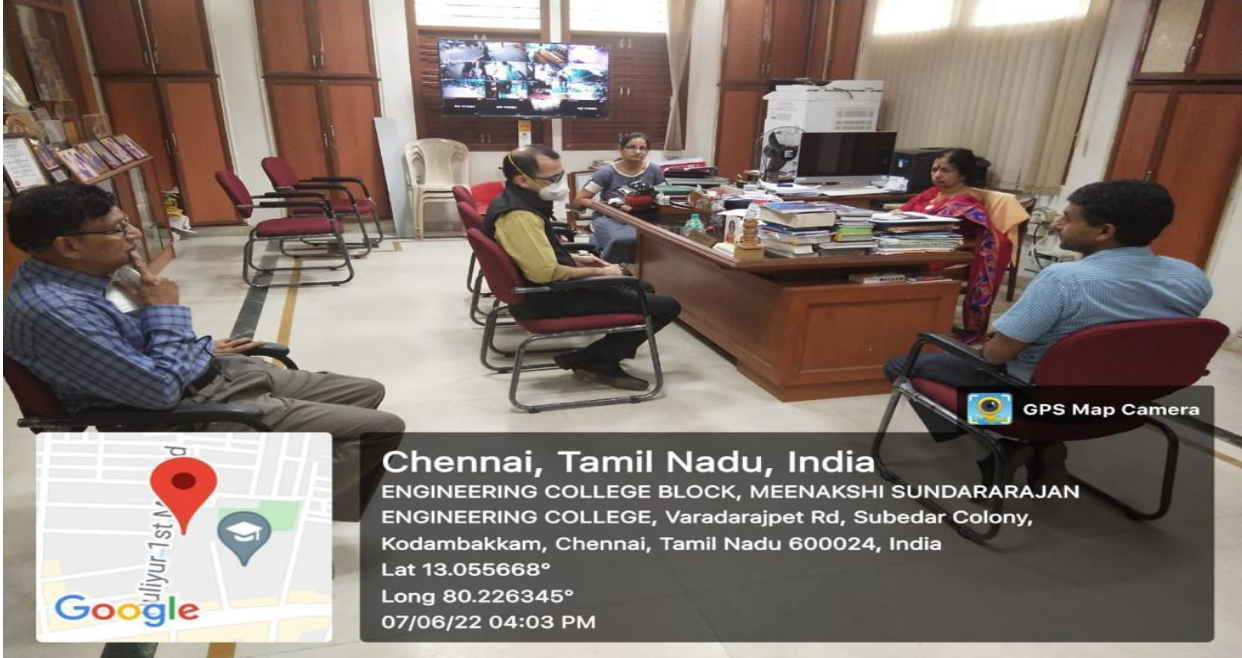 GPS Map Camera
Chennai, Tamil Nadu, India
ENGINEERING COLLEGE BLOCK, MEENAKSHI SUNDARARAJAN
ENGINEERING COLLEGE, Varadarajpet Rd, Subedar Colony,
Kodambakkam, Chennai, Tamil Nadu 600024, India
Lat 13.055668°
Long 80.226345°
07/06/22 04:03 PM
Google